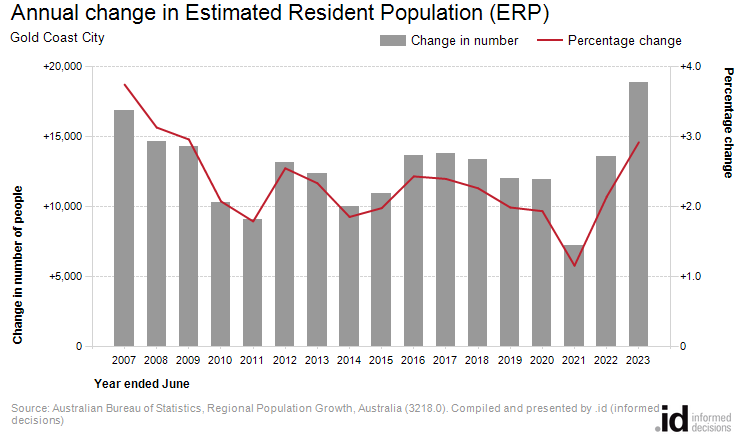 Annual change in Estimated Resident Population (ERP)
Gold Coast City
Change in number
Percentage change
+20,000
+15,000
+10,000
+5,000
0
Change in number of people
+4.0
+3.0
+2.0
+1.0
0
Percentage change
2007 2008 2009 2010 2011 2012 2013 2014 2015 2016 2017 2018 2019 2020 2021 2022 2023
Year ended June
Source: Australian Bureau of Statistics, Regional Population Growth, Australia (3218.0). Compiled and presented by .id (informed
decisions)
.id informed
decisions